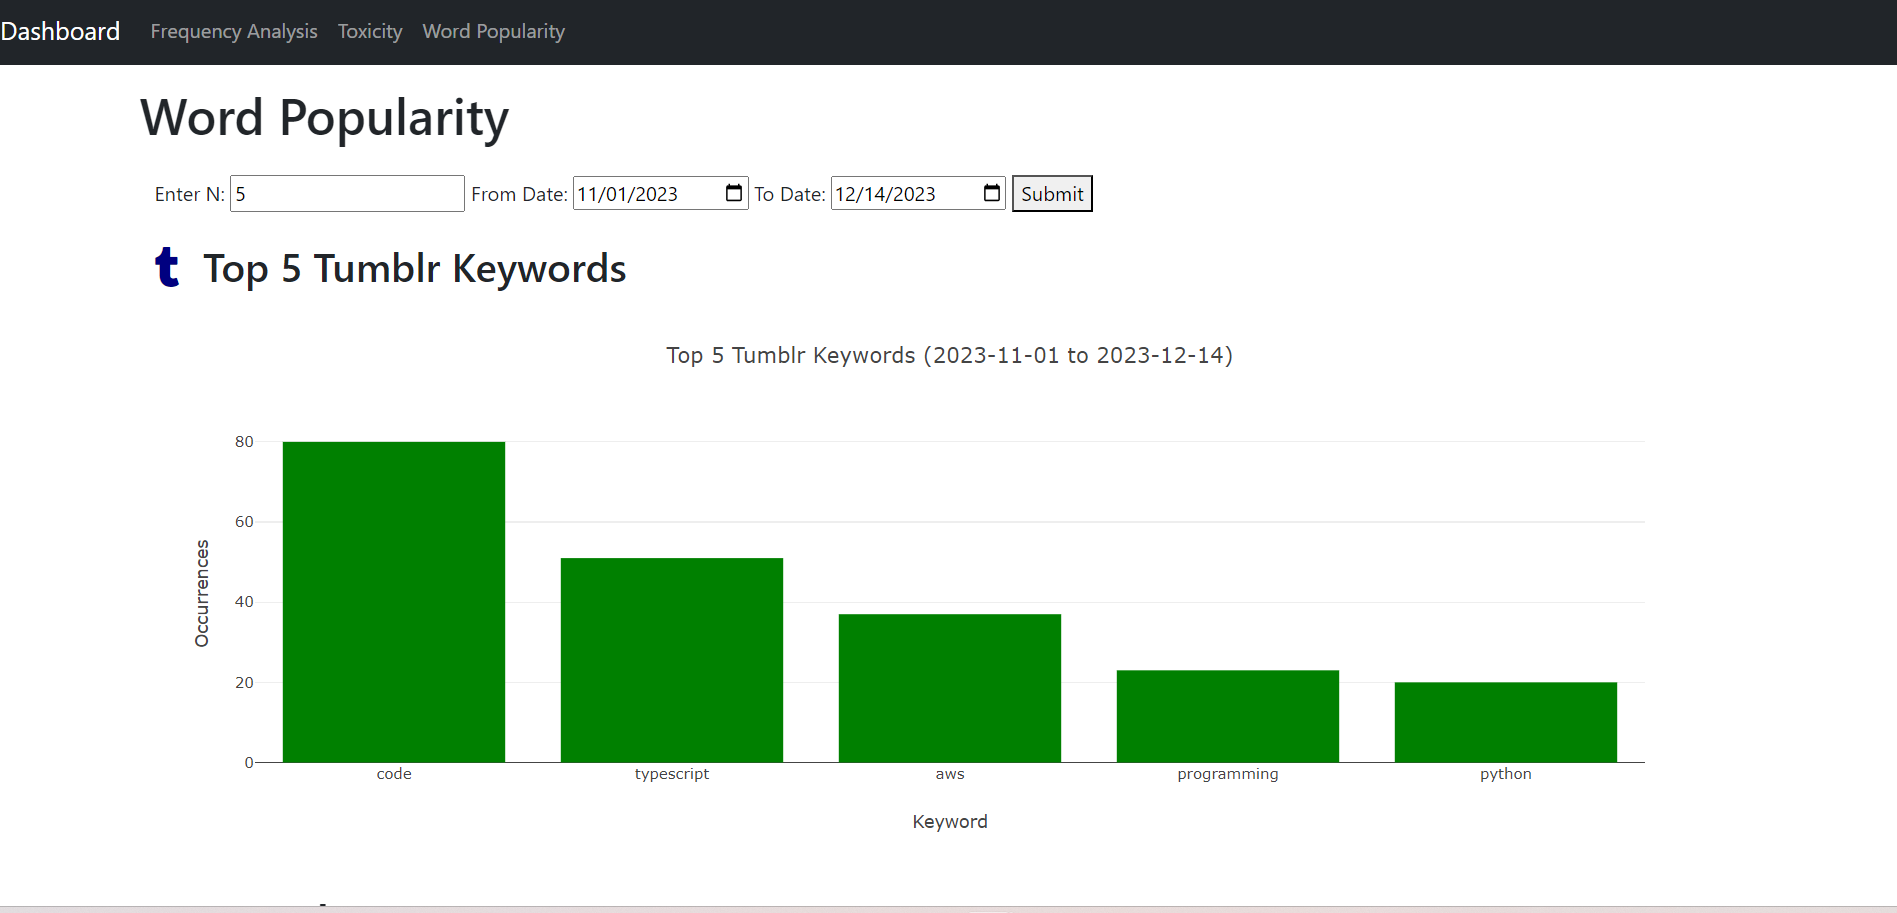 Dashboard Frequency Analysis Toxicity Word Popularity
Word Popularity
Enter N: 5 From Date: 11/01/2023 To Date: 12/14/2023 Submit
t Top 5 Tumblr Keywords
Top 5 Tumblr Keywords (2023-11-01 to 2023-12-14)
80
60
40
20
0
Occurrences
code typescript aws programming python
Keyword